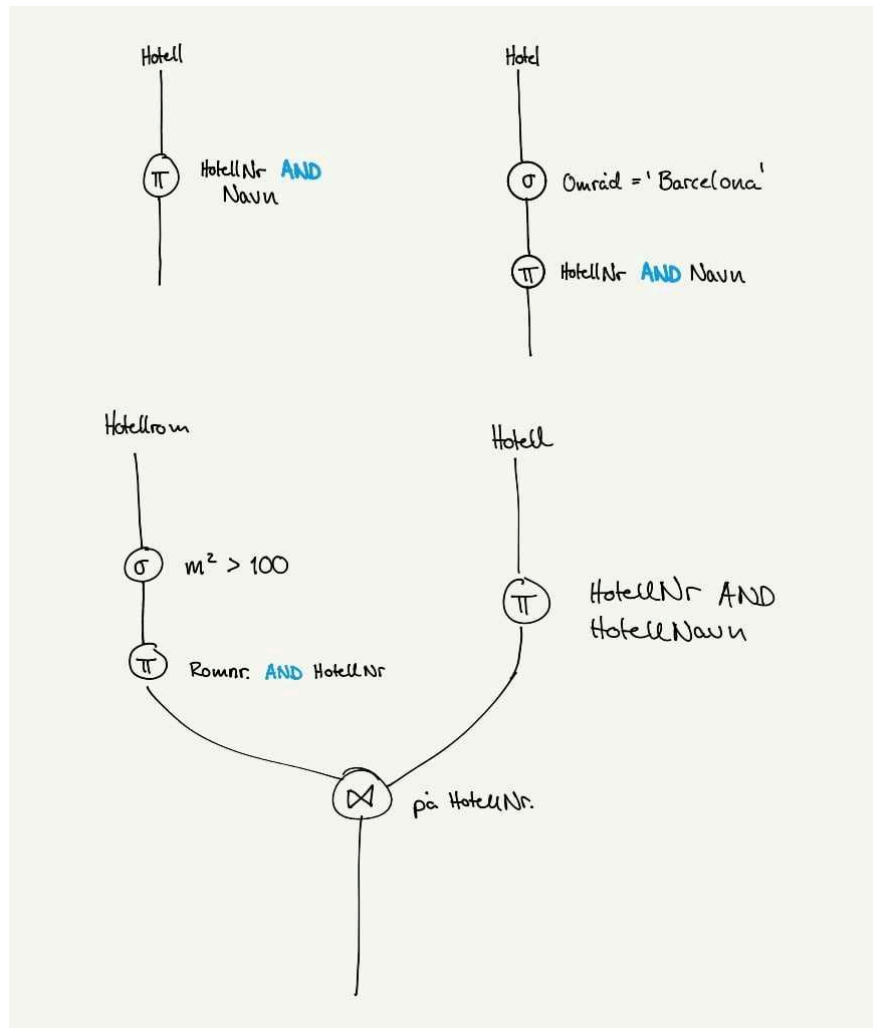 Hotell
π
HotellNr AND
Navn
Hotel
σ
Områd = 'Barcelona'
π
HotellNr AND Navn
Hotellrom
σ
m² > 100
π
Romnr. AND HotellNr
Hotell
π
HotellNr AND
HotellNavn
⋈
på HotellNr.